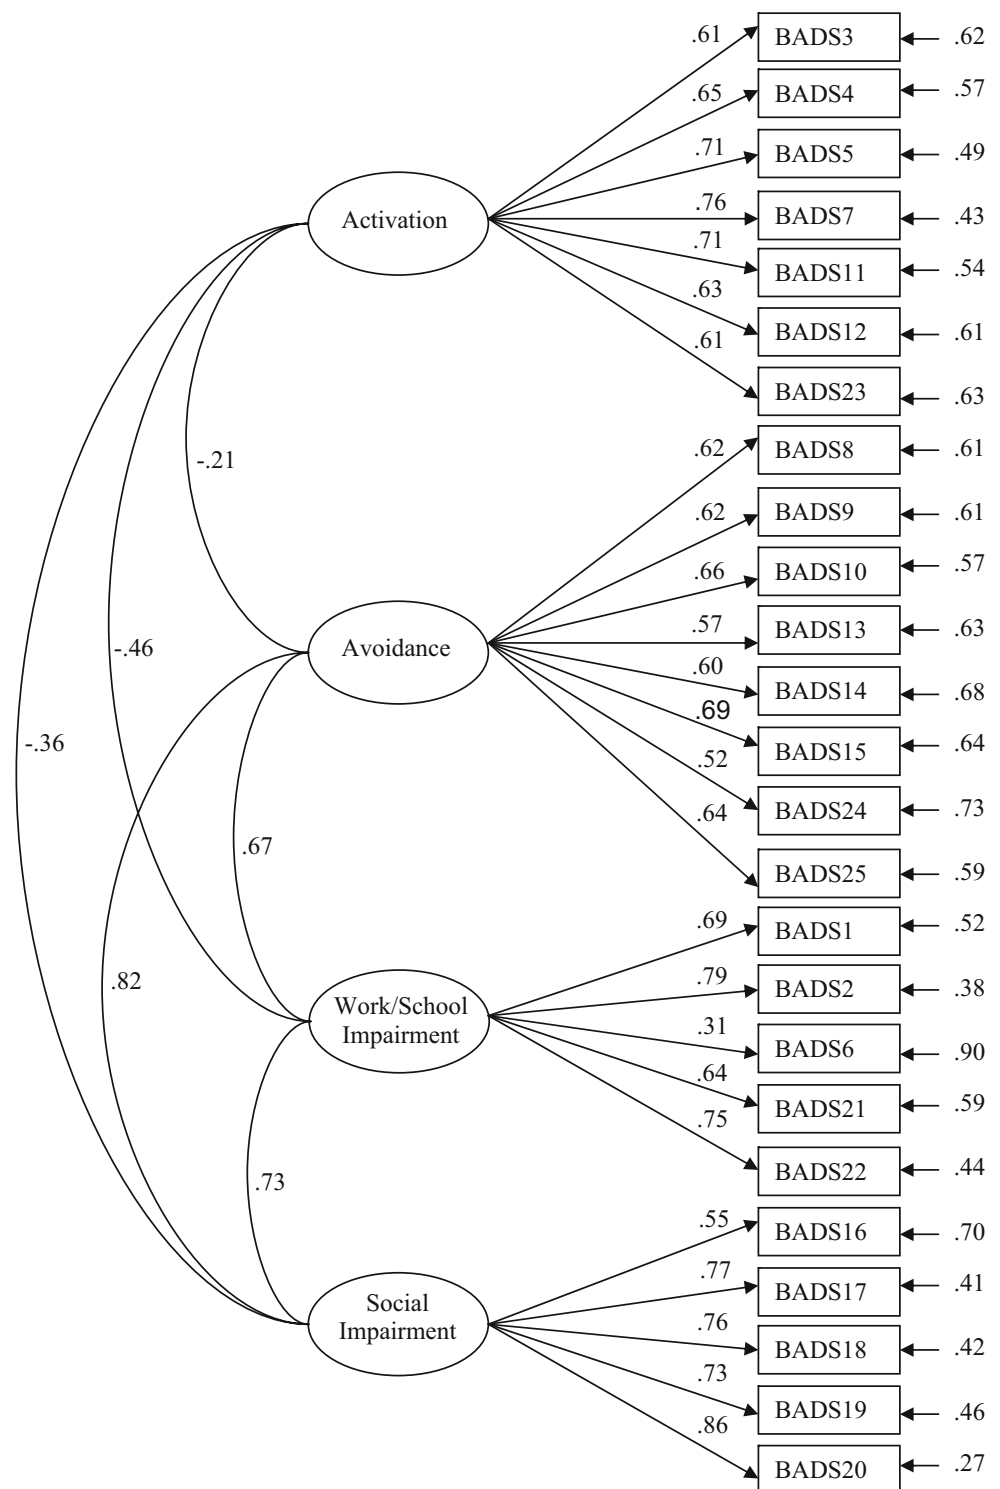 .61 BADS3 .62
.65 BADS4 .57
.71 BADS5 .49
.76 BADS7 .43
.71 BADS11 .54
.63 BADS12 .61
.61 BADS23 .63
Activation
-.21
-.46
-.36
.62 BADS8 .61
.62 BADS9 .61
.66 BADS10 .57
.57 BADS13 .63
.60 BADS14 .68
.69 BADS15 .64
.52 BADS24 .73
.64 BADS25 .59
Avoidance
.67
.82
.69 BADS1 .52
.79 BADS2 .38
.31 BADS6 .90
.64 BADS21 .59
.75 BADS22 .44
Work/School
Impairment
.73
.55 BADS16 .70
.77 BADS17 .41
.76 BADS18 .42
.73 BADS19 .46
.86 BADS20 .27
Social
Impairment